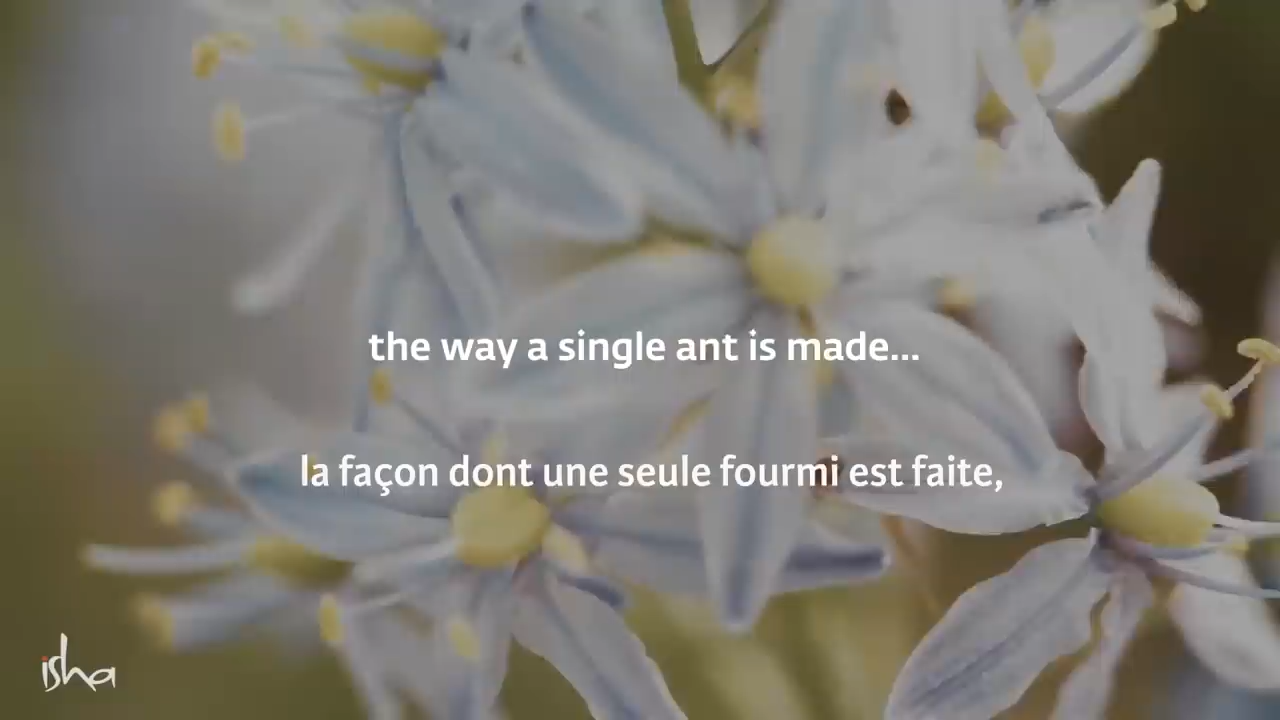 the way a single ant is made...
la façon dont une seule fourmi est faite,
isha